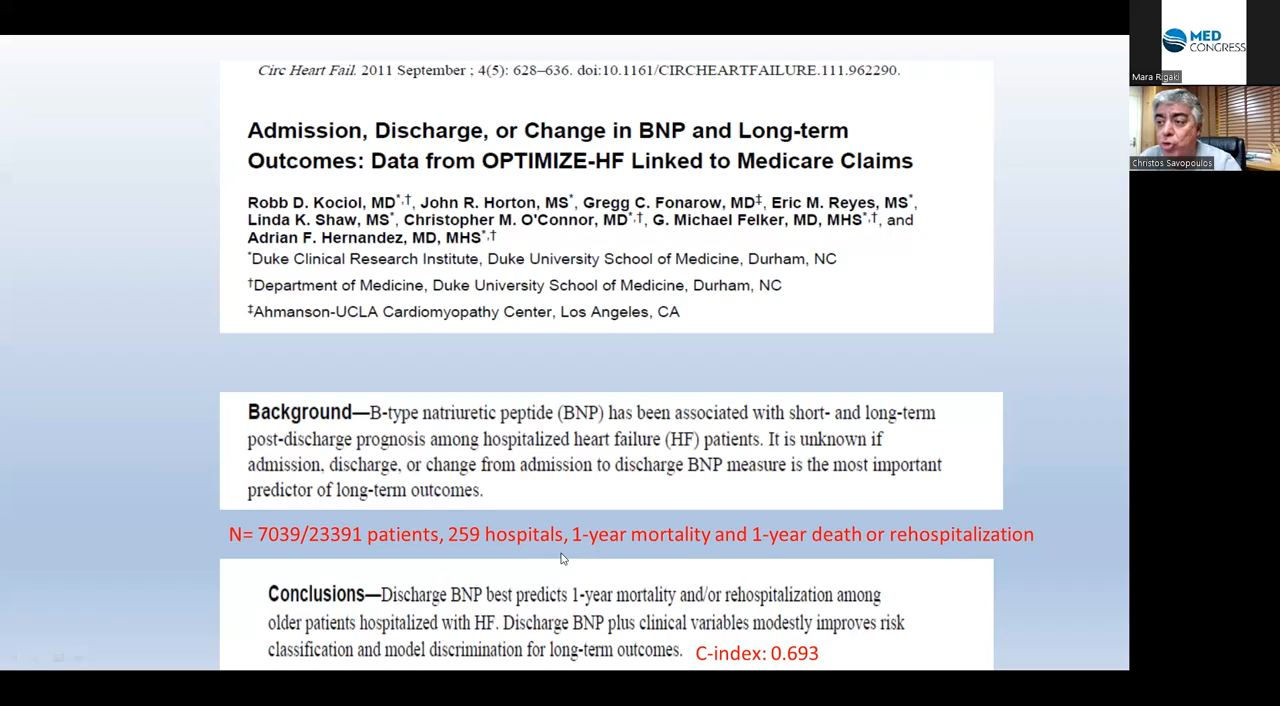 Circ Heart Fail. 2011 September ; 4(5): 628–636. doi:10.1161/CIRCHEARTFAILURE.111.962290.
Admission, Discharge, or Change in BNP and Long-term
Outcomes: Data from OPTIMIZE-HF Linked to Medicare Claims
Robb D. Kociol, MD*,†, John R. Horton, MS*, Gregg C. Fonarow, MD‡, Eric M. Reyes, MS*,
Linda K. Shaw, MS*, Christopher M. O'Connor, MD*,†, G. Michael Felker, MD, MHS*,†, and
Adrian F. Hernandez, MD, MHS*,†
*Duke Clinical Research Institute, Duke University School of Medicine, Durham, NC
†Department of Medicine, Duke University School of Medicine, Durham, NC
‡Ahmanson-UCLA Cardiomyopathy Center, Los Angeles, CA
Background—B-type natriuretic peptide (BNP) has been associated with short- and long-term
post-discharge prognosis among hospitalized heart failure (HF) patients. It is unknown if
admission, discharge, or change from admission to discharge BNP measure is the most important
predictor of long-term outcomes.
N= 7039/23391 patients, 259 hospitals, 1-year mortality and 1-year death or rehospitalization
Conclusions—Discharge BNP best predicts 1-year mortality and/or rehospitalization among
older patients hospitalized with HF. Discharge BNP plus clinical variables modestly improves risk
classification and model discrimination for long-term outcomes.
C-index: 0.693
MED
CONGRESS
Mara Rigaki
Christos Savopoulos